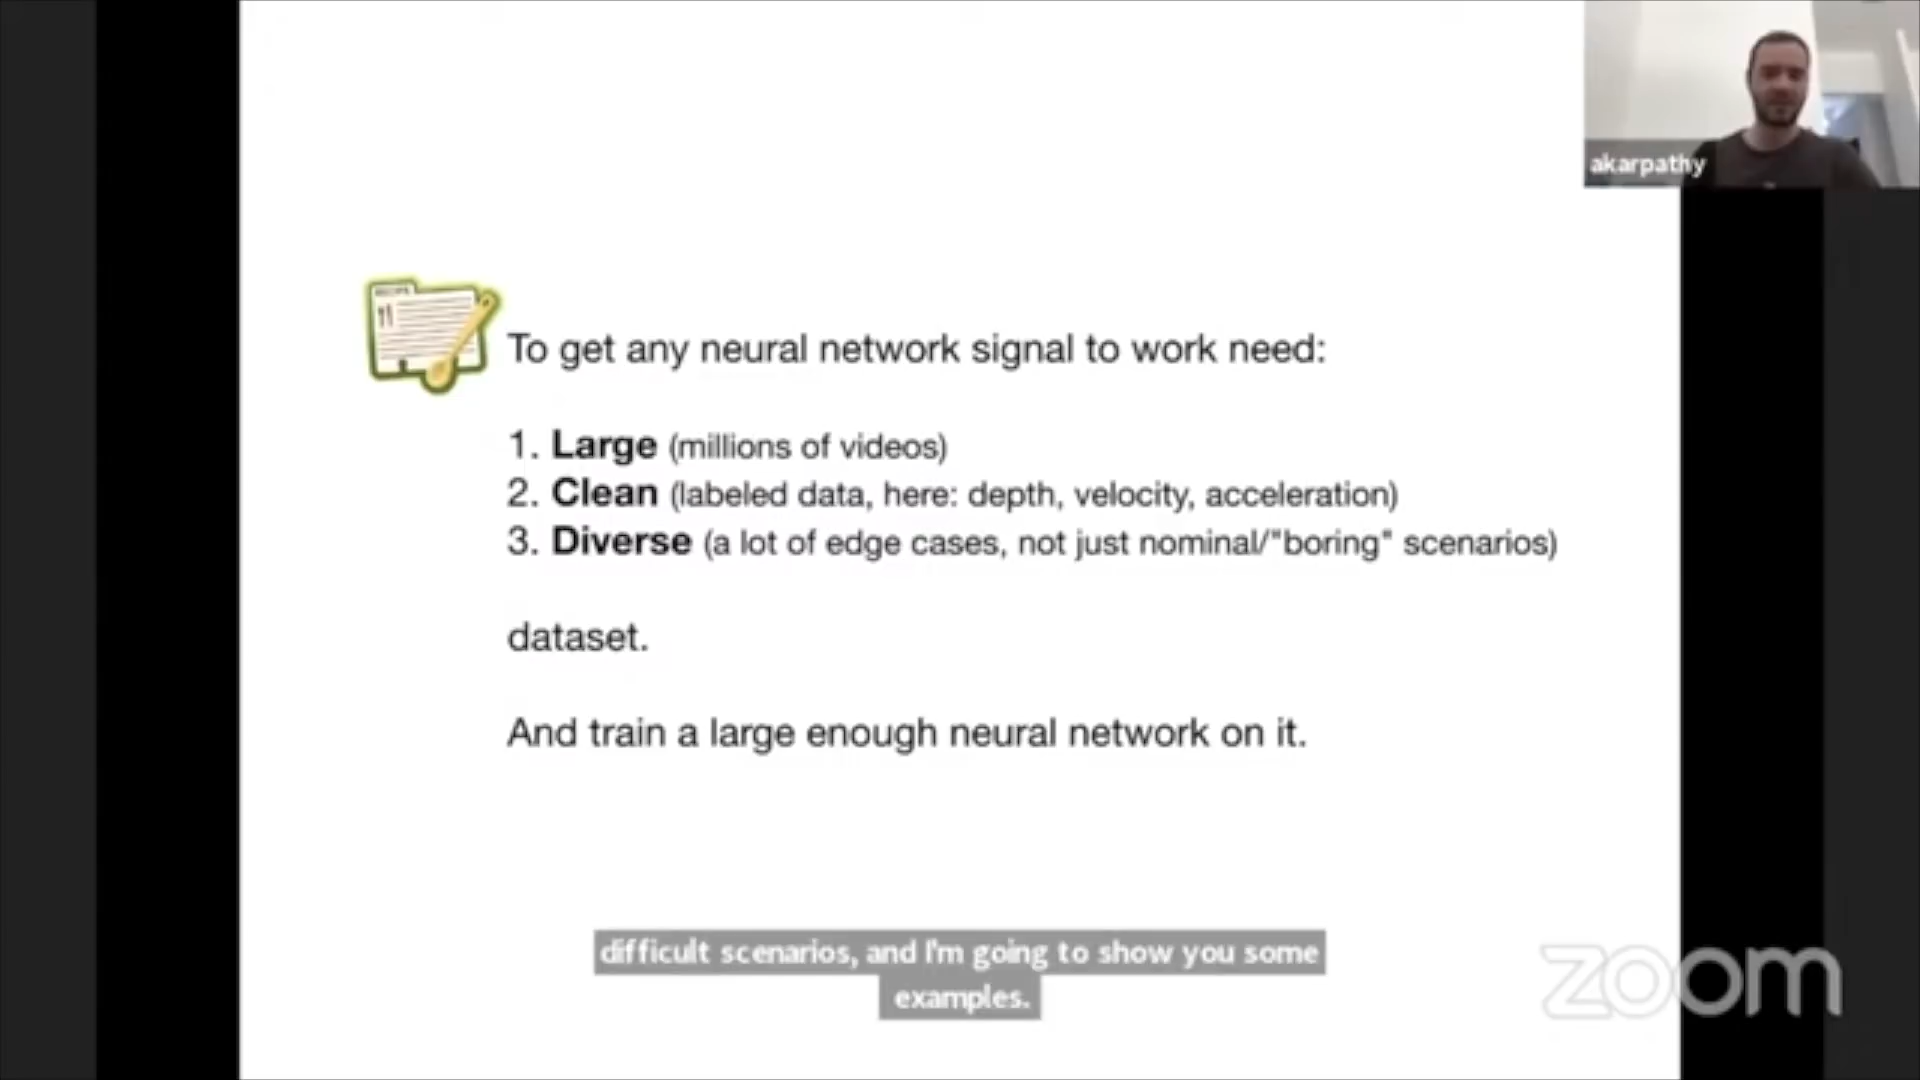 akarpathy
To get any neural network signal to work need:
1. Large (millions of videos)
2. Clean (labeled data, here: depth, velocity, acceleration)
3. Diverse (a lot of edge cases, not just nominal/"boring" scenarios)
dataset.
And train a large enough neural network on it.
difficult scenarios, and I'm going to show you some
examples.
zoom